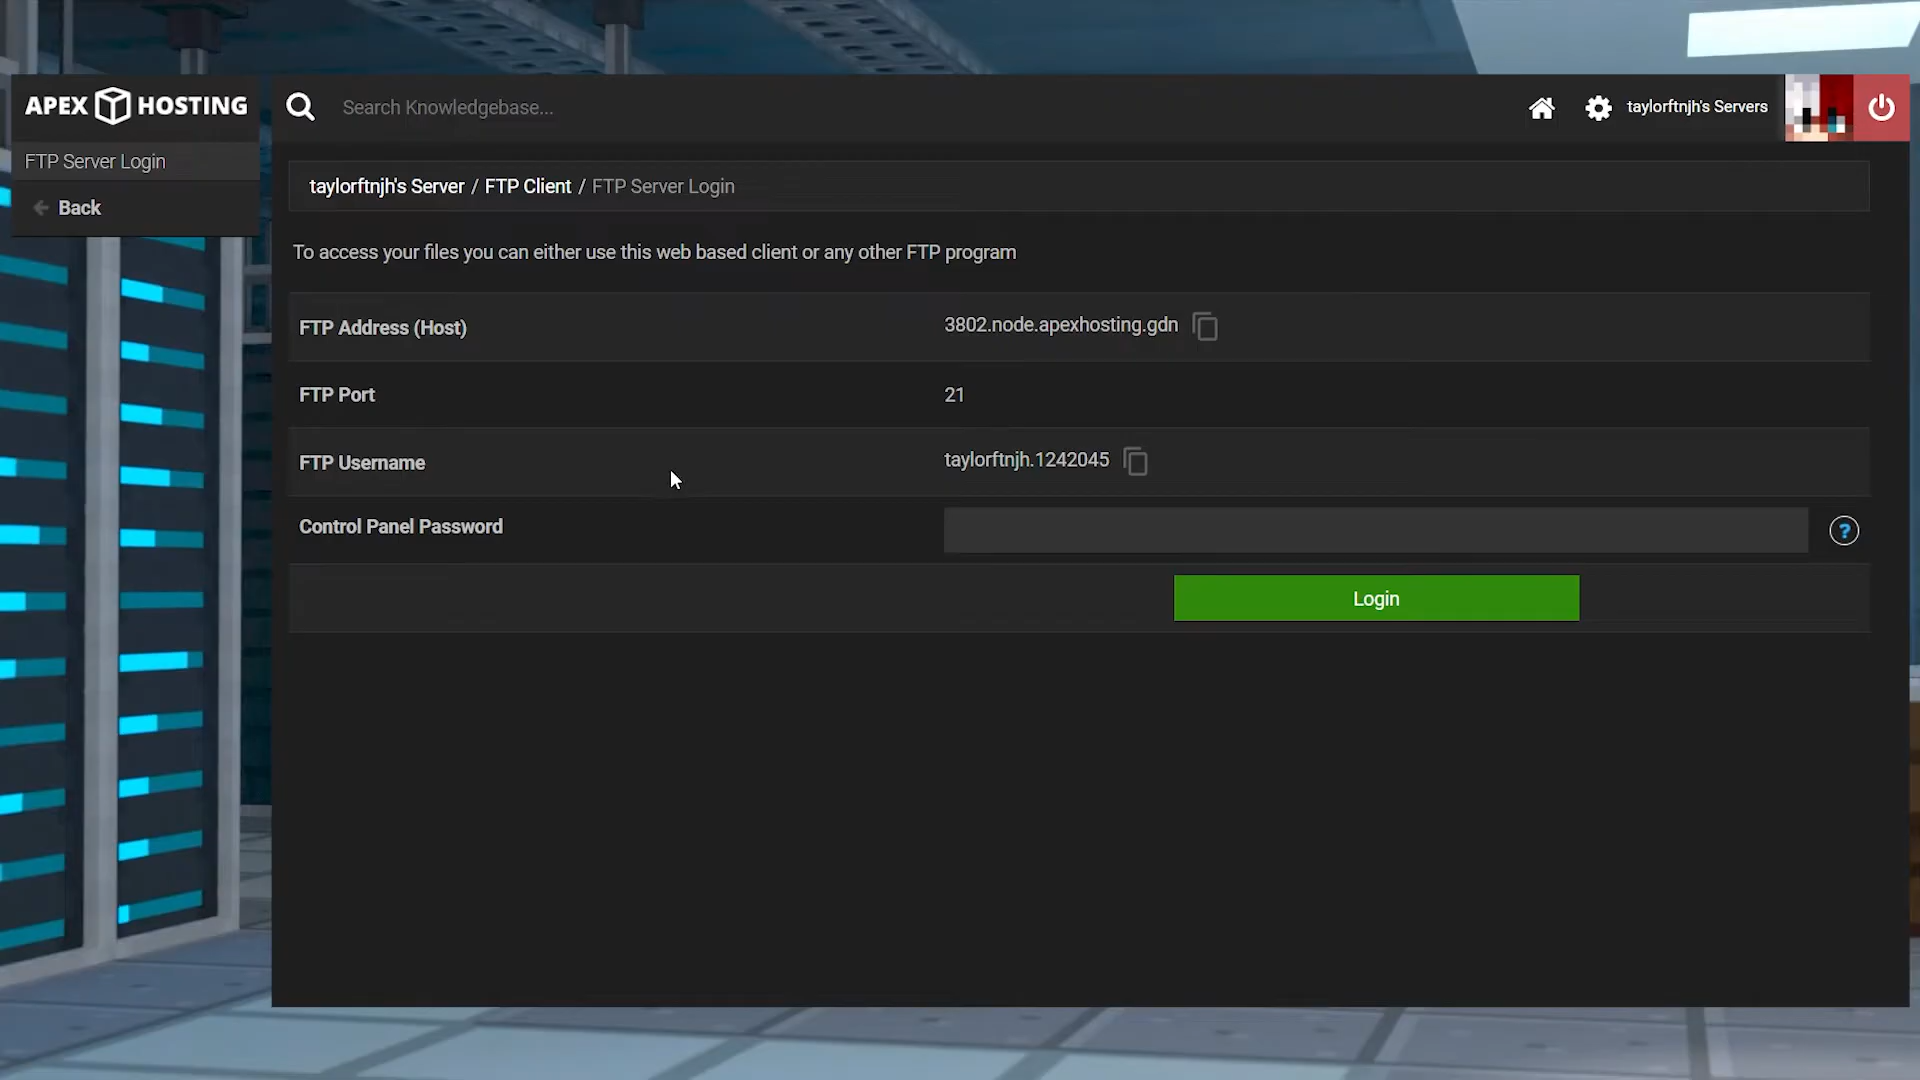 APEX HOSTING
Search Knowledgebase...
taylorftnjh's Servers
FTP Server Login
Back
taylorftnjh's Server / FTP Client / FTP Server Login
To access your files you can either use this web based client or any other FTP program
FTP Address (Host) 3802.node.apexhosting.gdn
FTP Port 21
FTP Username taylorftnjh.1242045
Control Panel Password ?
Login